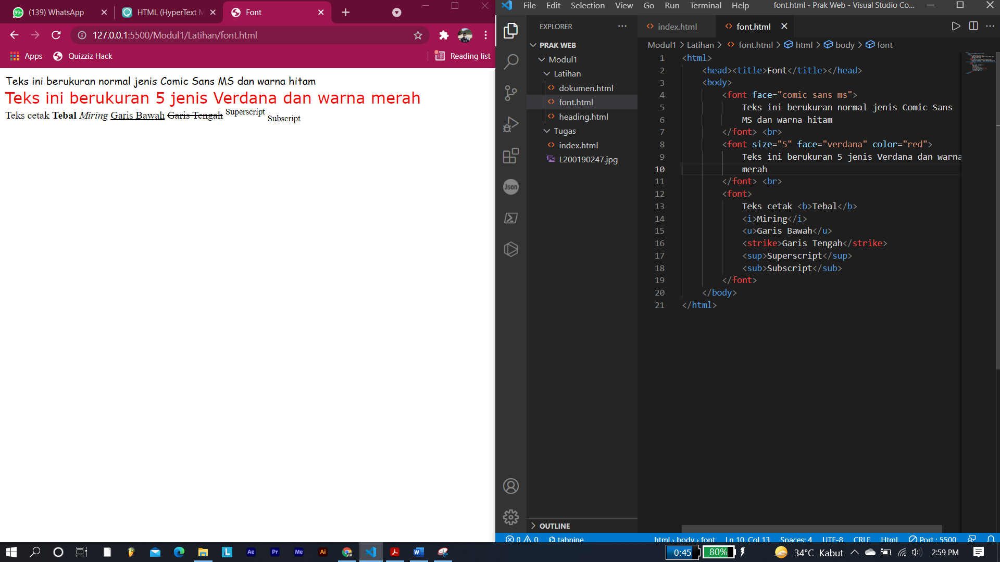 99+ (139) WhatsApp
HTML (HyperText M
Font
127.0.0.1:5500/Modul1/Latihan/font.html
Apps
Quizziz Hack
Reading list
Teks ini berukuran normal jenis Comic Sans MS dan warna hitam
Teks ini berukuran 5 jenis Verdana dan warna merah
Teks cetak Tebal Miring Garis Bawah Garis Tengah Superscript Subscript
File Edit Selection View Go Run Terminal Help
font.html - Prak Web - Visual Studio Co...
EXPLORER
PRAK WEB
Modul1
Latihan
dokumen.html
font.html
heading.html
Tugas
index.html
L200190247.jpg
OUTLINE
Json
index.html
font.html
Modul1 > Latihan > font.html > html > body > font
1 <html>
2 <head><title>Font</title></head>
3 <body>
4 <font face="comic sans ms">
5 Teks ini berukuran normal jenis Comic Sans
6 MS dan warna hitam
7 </font> <br>
8 <font size="5" face="verdana" color="red">
9 Teks ini berukuran 5 jenis Verdana dan warna
10 merah
11 </font> <br>
12 <font>
13 Teks cetak <b>Tebal</b>
14 <i>Miring</i>
15 <u>Garis Bawah</u>
16 <strike>Garis Tengah</strike>
17 <sup>Superscript</sup>
18 <sub>Subscript</sub>
19 </font>
20 </body>
21 </html>
0 0 tabnine html › body › font Ln 10, Col 13 Spaces: 4 UTF-8 CRLF Html Port : 5500
L Ae Pr Me Ai W
0:45 80% 34°C Kabut 2:59 PM